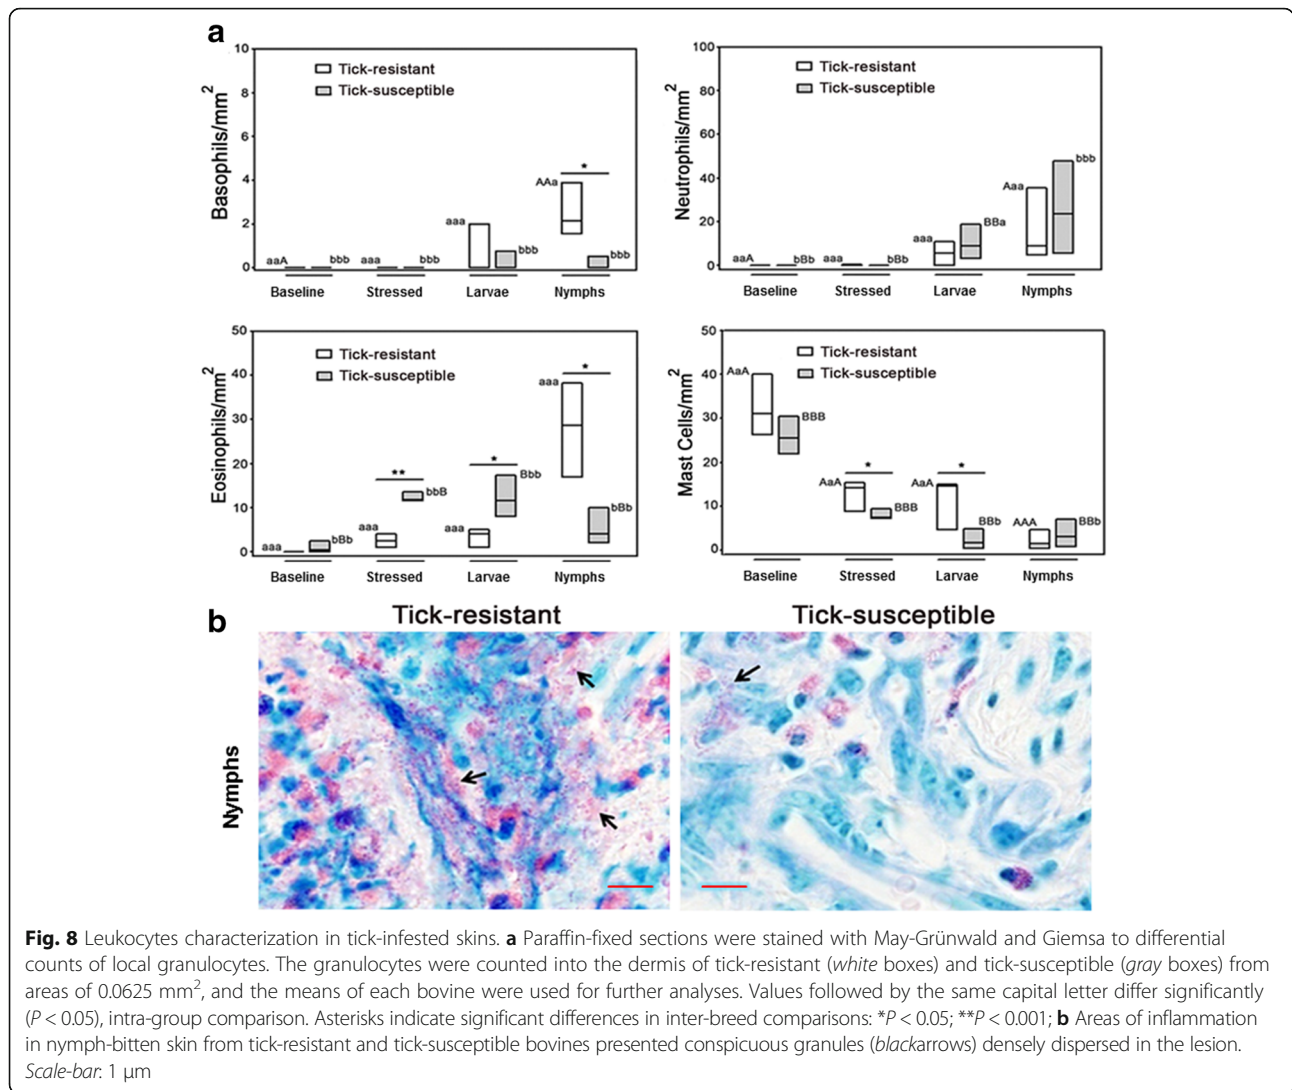 a
10
8
6
4
2
0
Basophils/mm2
Tick-resistant
Tick-susceptible
aaA
bbb
aaa
bbb
aaa
bbb
AAa
*
bbb
Baseline Stressed Larvae Nymphs
100
80
60
40
20
0
Neutrophils/mm2
Tick-resistant
Tick-susceptible
aaA
bBb
aaa
bBb
aaa
BBa
Aaa
bbb
Baseline Stressed Larvae Nymphs
50
40
30
20
10
0
Eosinophils/mm2
Tick-resistant
Tick-susceptible
aaa
bBb
aaa
**
bbB
aaa
*
Bbb
aaa
*
bBb
Baseline Stressed Larvae Nymphs
50
40
30
20
10
0
Mast Cells/mm2
Tick-resistant
Tick-susceptible
AaA
BBB
AaA
*
BBB
AaA
*
BBb
AAA
BBb
Baseline Stressed Larvae Nymphs
b
Tick-resistant Tick-susceptible
Nymphs
Fig. 8 Leukocytes characterization in tick-infested skins. a Paraffin-fixed sections were stained with May-Grünwald and Giemsa to differential
counts of local granulocytes. The granulocytes were counted into the dermis of tick-resistant (white boxes) and tick-susceptible (gray boxes) from
areas of 0.0625 mm2, and the means of each bovine were used for further analyses. Values followed by the same capital letter differ significantly
(P < 0.05), intra-group comparison. Asterisks indicate significant differences in inter-breed comparisons: *P < 0.05; **P < 0.001; b Areas of inflammation
in nymph-bitten skin from tick-resistant and tick-susceptible bovines presented conspicuous granules (blackarrows) densely dispersed in the lesion.
Scale-bar: 1 μm